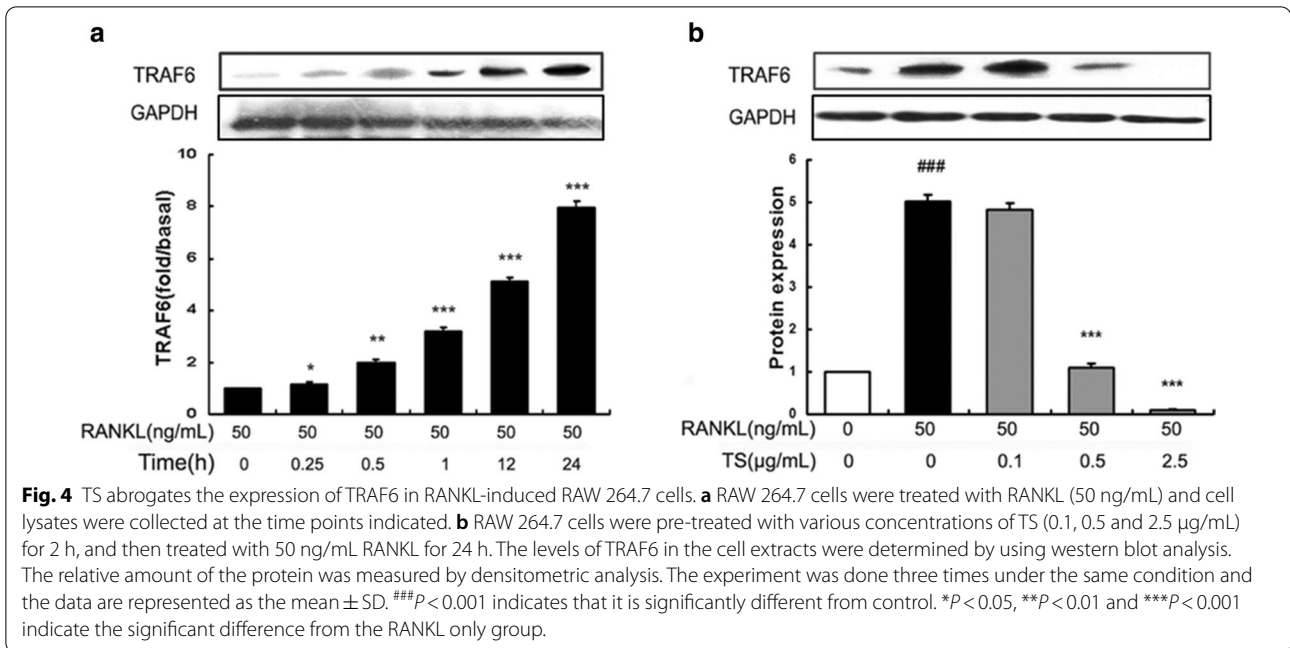 a
b
TRAF6
GAPDH
TRAF6
GAPDH
10
8
6
4
2
0
TRAF6(fold/basal)
*
**
***
***
***
RANKL(ng/mL) 50 50 50 50 50 50
Time(h) 0 0.25 0.5 1 12 24
6
5
4
3
2
1
0
Protein expression
###
***
***
RANKL(ng/mL) 0 50 50 50 50
TS(μg/mL) 0 0 0.1 0.5 2.5
Fig. 4 TS abrogates the expression of TRAF6 in RANKL-induced RAW 264.7 cells. a RAW 264.7 cells were treated with RANKL (50 ng/mL) and cell
lysates were collected at the time points indicated. b RAW 264.7 cells were pre-treated with various concentrations of TS (0.1, 0.5 and 2.5 μg/mL)
for 2 h, and then treated with 50 ng/mL RANKL for 24 h. The levels of TRAF6 in the cell extracts were determined by using western blot analysis.
The relative amount of the protein was measured by densitometric analysis. The experiment was done three times under the same condition and
the data are represented as the mean ± SD. ###P < 0.001 indicates that it is significantly different from control. *P < 0.05, **P < 0.01 and ***P < 0.001
indicate the significant difference from the RANKL only group.